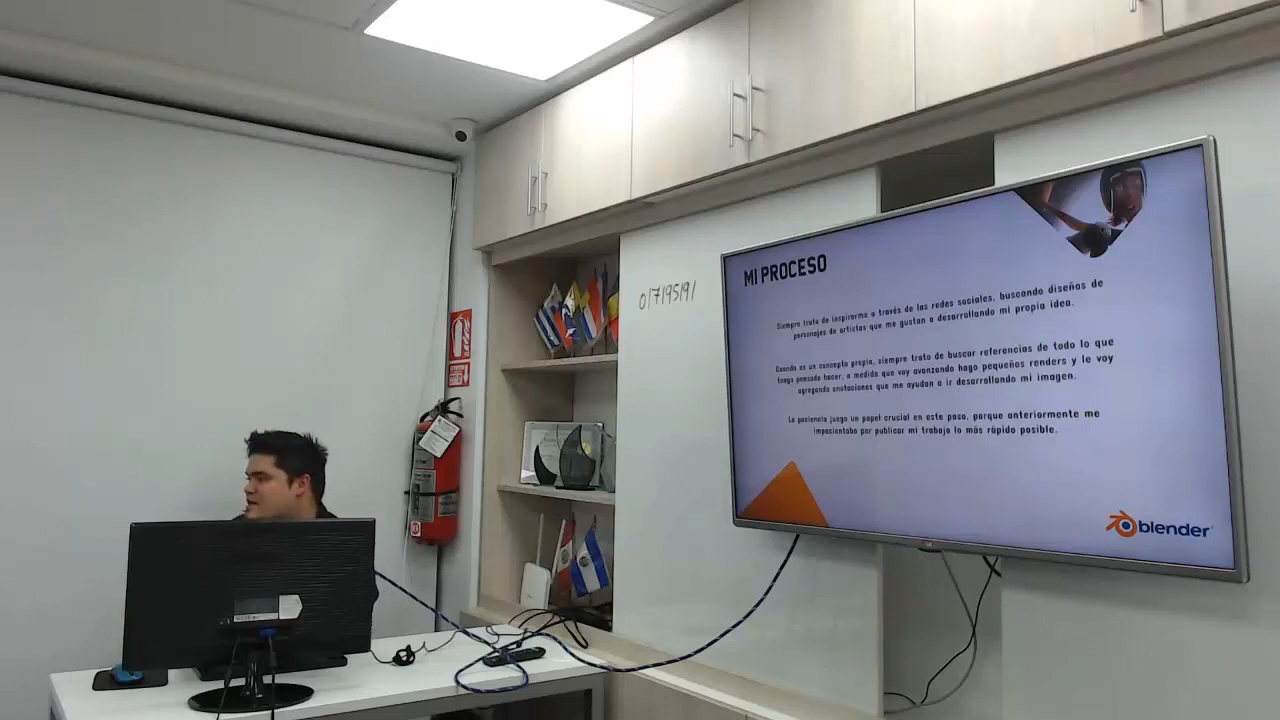 017195191
MI PROCESO
Siempre trato de inspirarme a través de las redes sociales, buscando diseños de
personajes de artistas que me gustan o desarrollando mi propia idea.
Cuando es un concepto propio, siempre trato de buscar referencias de todo lo que
tengo pensado hacer, a medida que voy avanzando hago pequeños renders y le voy
agregando anotaciones que me ayudan a ir desarrollando mi imagen.
La paciencia juega un papel crucial en este paso, porque anteriormente me
impacientaba por publicar mi trabajo lo más rápido posible.
blender